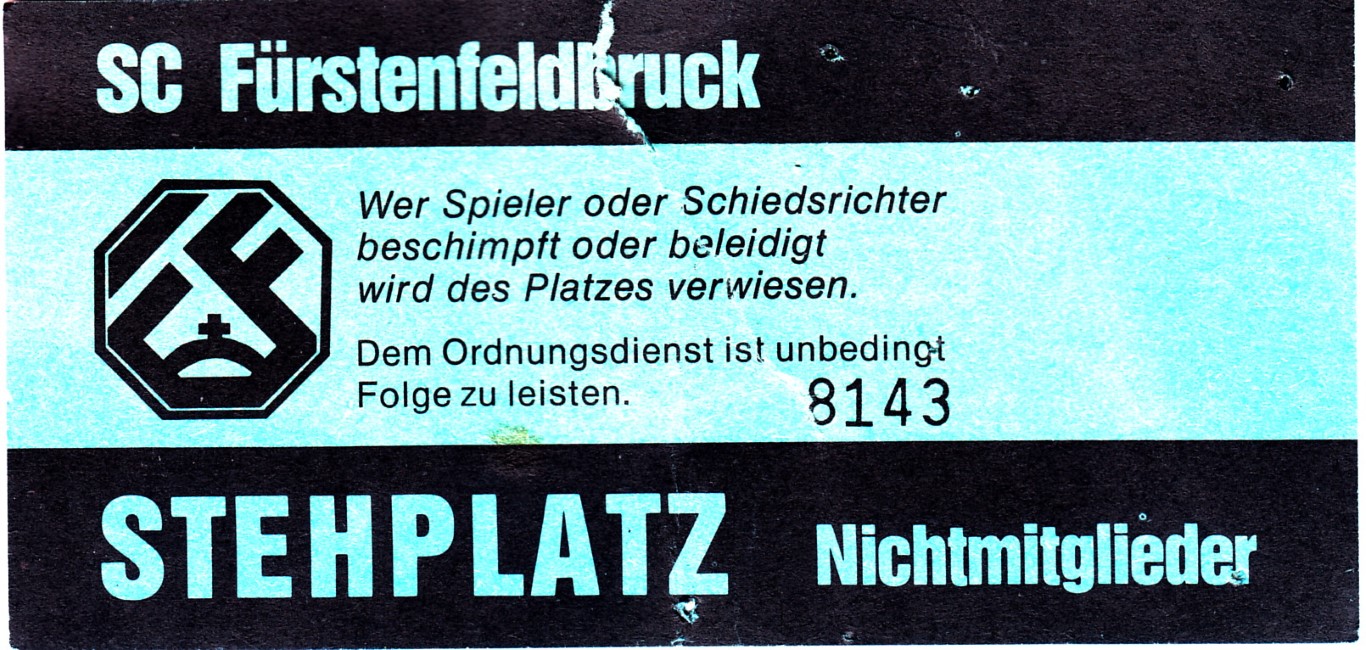 SC Fürstenfeldbruck
Wer Spieler oder Schiedsrichter
beschimpft oder beleidigt
wird des Platzes verwiesen.
Dem Ordnungsdienst ist unbedingt
Folge zu leisten.
8143
STEHPLATZ
Nichtmitglieder